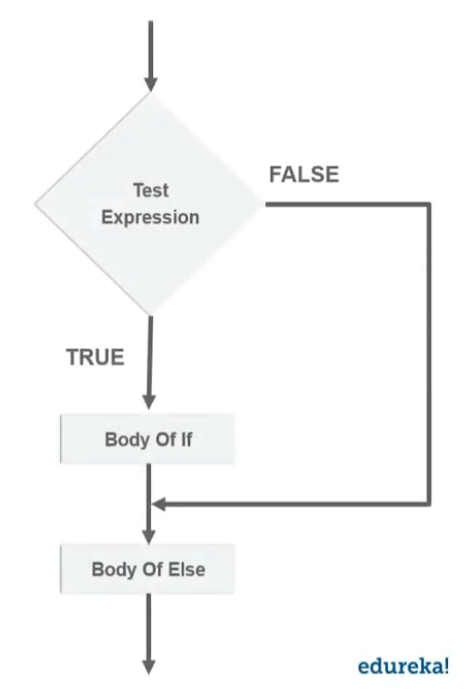 Test
Expression
FALSE
TRUE
Body Of If
Body Of Else
edureka!